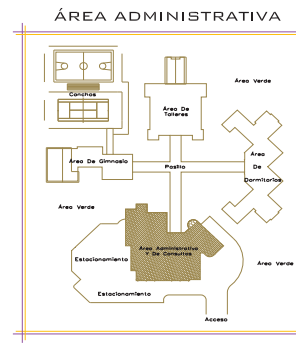 ÁREA ADMINISTRATIVA
Área Verde
Canchas
Área De
Talleres
Área De Gimnasio
Pasillo
Área
De
Dormitorios
Área Verde
Área Administrativa
Y De Consultas
Estacionamiento
Área Verde
Estacionamiento
Acceso